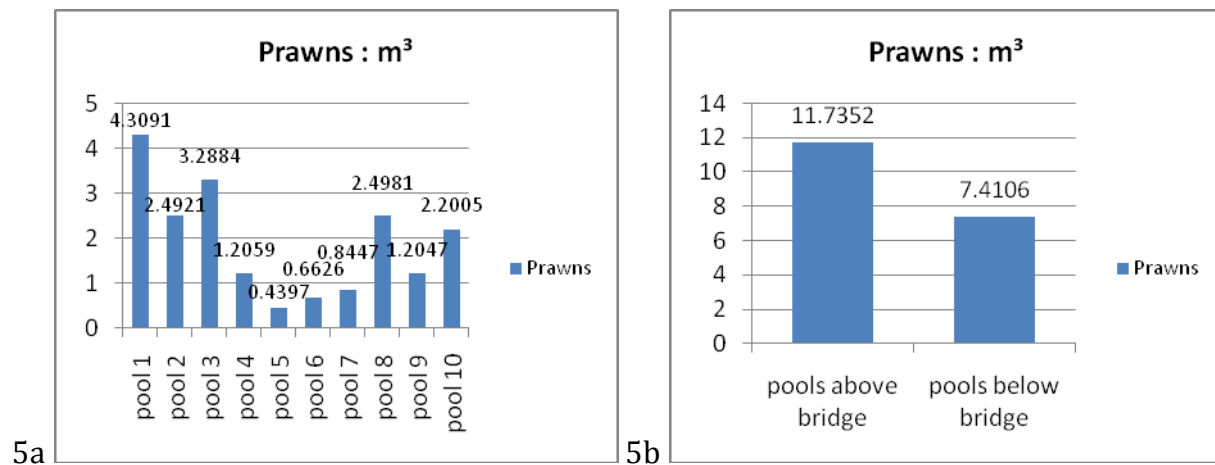 Prawns : m³
5
4.3091
4
3.2884
3
2.4921
2.4981
2.2005
2
1.2059
0.8447
1.2047
0.6626
1
0.4397
0
pool 1
pool 2
pool 3
pool 4
pool 5
pool 6
pool 7
pool 8
pool 9
pool 10
Prawns
5a
Prawns : m³
14
11.7352
12
10
7.4106
8
6
4
2
0
pools above
bridge
pools below
bridge
Prawns
5b